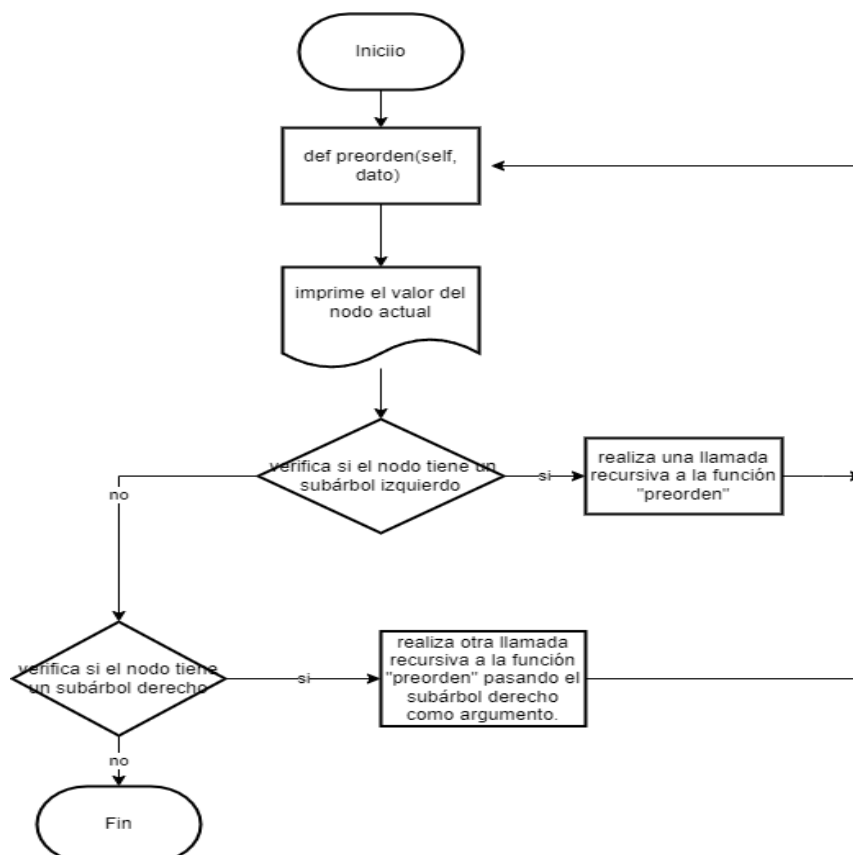 Iniciio
def preorden(self,
dato)
imprime el valor del
nodo actual
verifica si el nodo tiene un
subárbol izquierdo
si
realiza una llamada
recursiva a la función
"preorden"
no
verifica si el nodo tiene
un subárbol derecho
si
realiza otra llamada
recursiva a la función
"preorden" pasando el
subárbol derecho
como argumento.
no
Fin